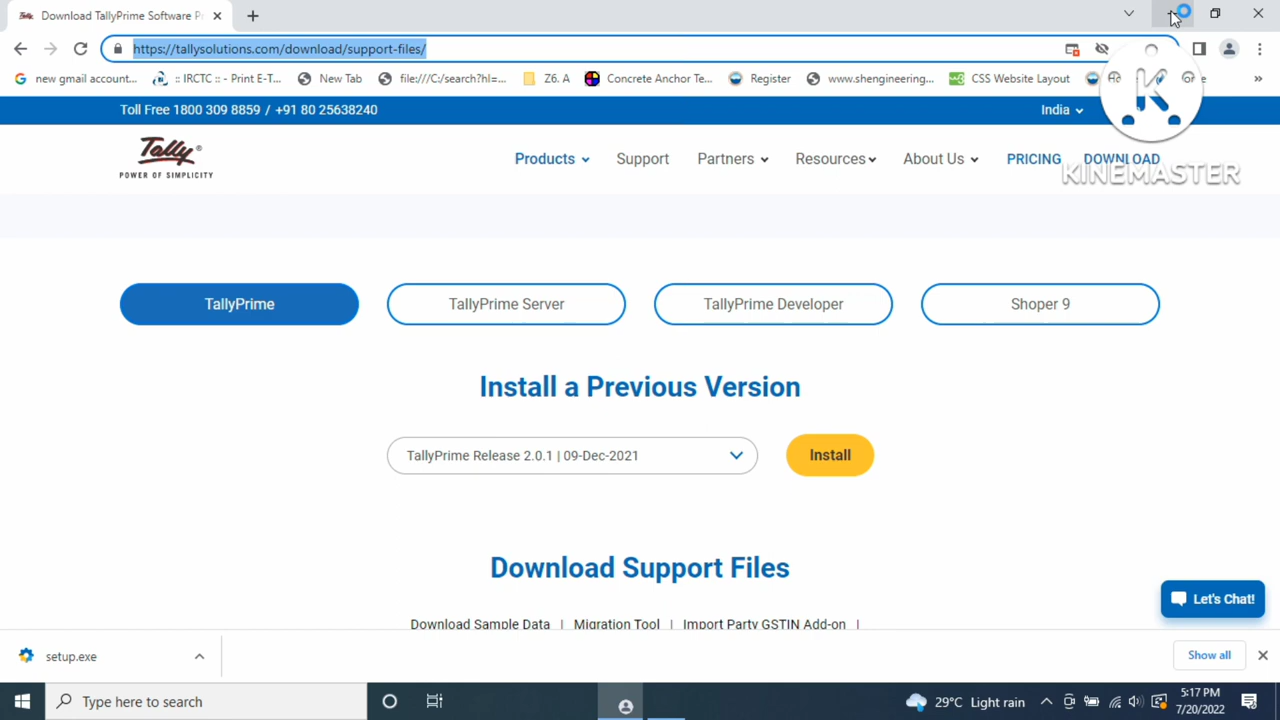 Download TallyPrime Software P
https://tallysolutions.com/download/support-files/
new gmail account...
:: IRCTC :: - Print E-T...
New Tab
file:///C:/search?hl=...
Z6. A
Concrete Anchor Te...
Register
www.shengineering...
CSS Website Layout
»
Toll Free 1800 309 8859 / +91 80 25638240
India
K
Tally®
POWER OF SIMPLICITY
Products
Support
Partners
Resources
About Us
PRICING
DOWNLOAD
KINEMASTER
TallyPrime
TallyPrime Server
TallyPrime Developer
Shoper 9
Install a Previous Version
TallyPrime Release 2.0.1 | 09-Dec-2021
Install
Download Support Files
Download Sample Data | Migration Tool | Import Party GSTIN Add-on |
Let's Chat!
setup.exe
Show all
Type here to search
29°C Light rain
5:17 PM
7/20/2022